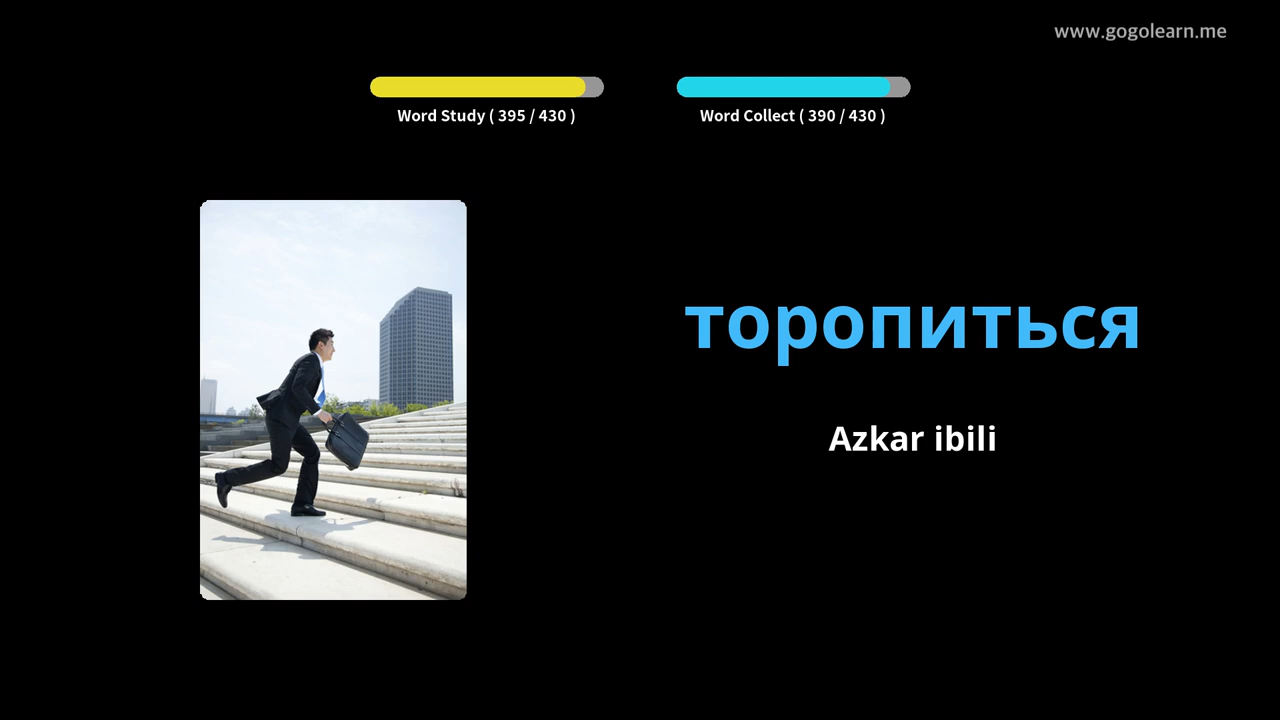 www.gogolearn.me
Word Study ( 395 / 430 )
Word Collect ( 390 / 430 )
торопиться
Azkar ibili